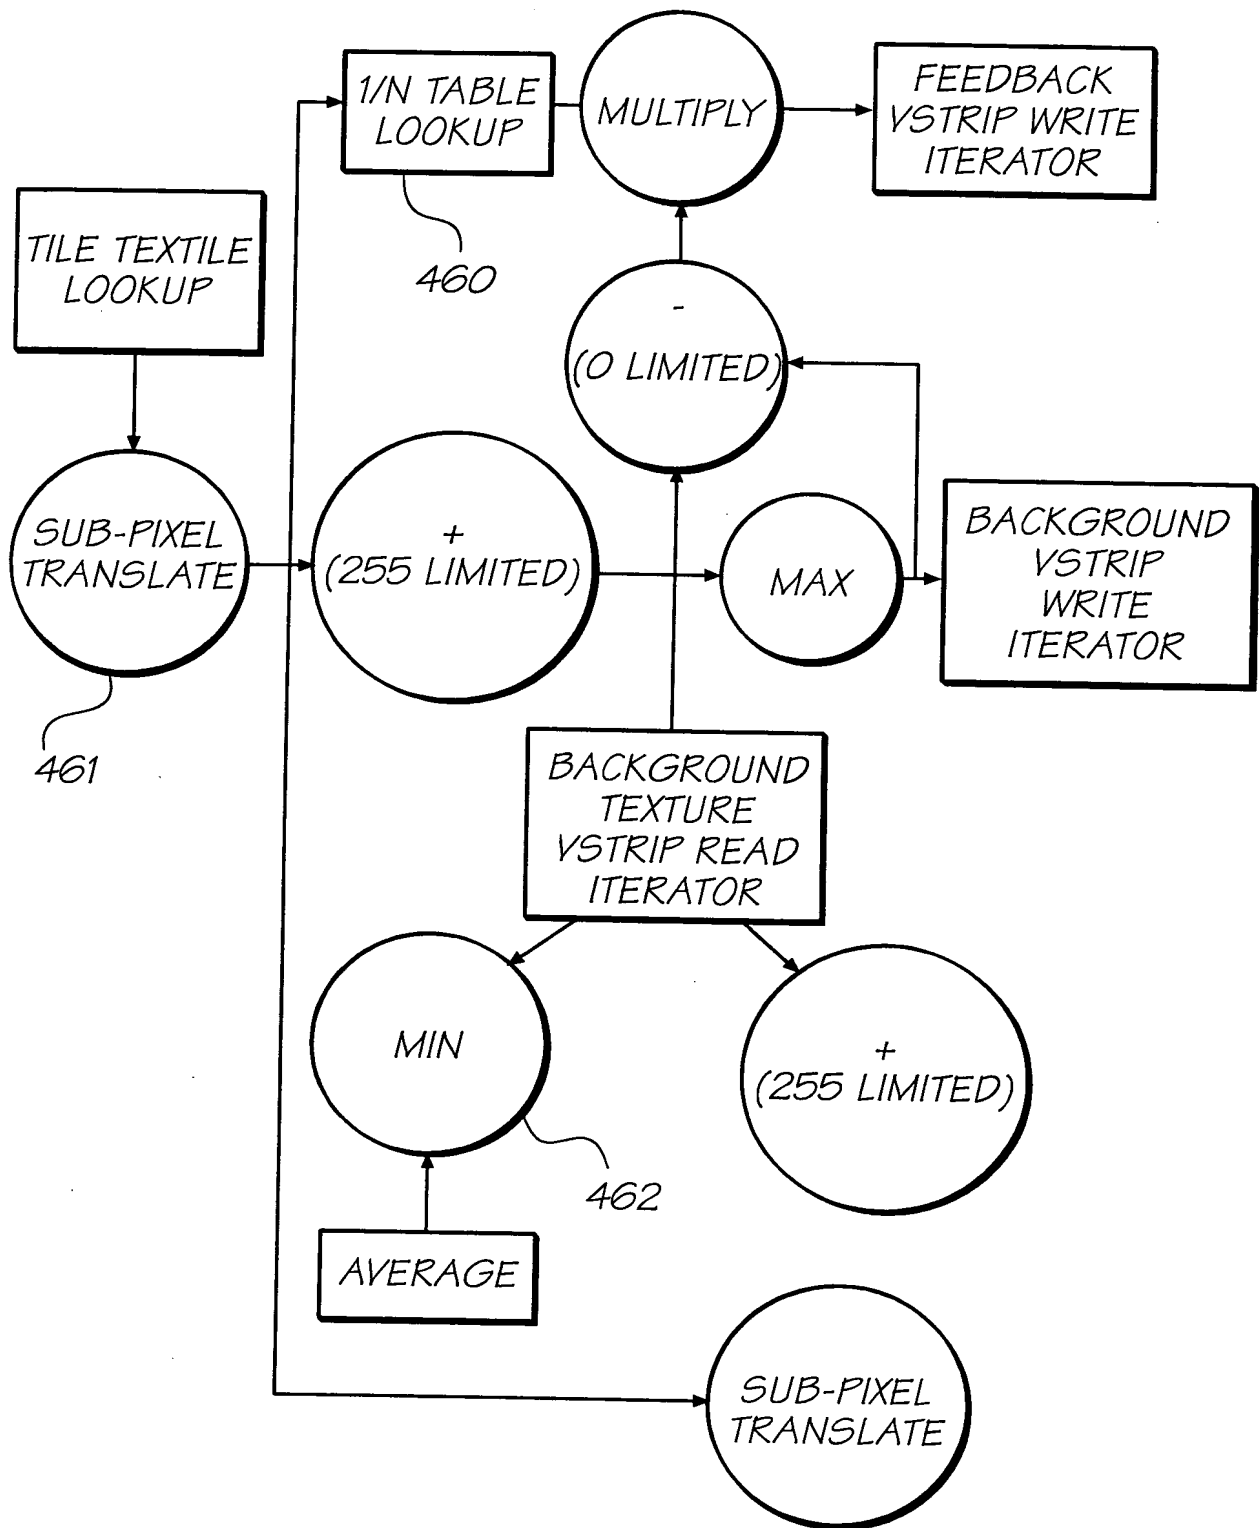 1/N TABLE
LOOKUP
MULTIPLY
FEEDBACK
VSTRIP WRITE
ITERATOR
460
TILE TEXTILE
LOOKUP
-
(0 LIMITED)
SUB-PIXEL
TRANSLATE
461
+
(255 LIMITED)
MAX
BACKGROUND
VSTRIP
WRITE
ITERATOR
BACKGROUND
TEXTURE
VSTRIP READ
ITERATOR
MIN
462
+
(255 LIMITED)
AVERAGE
SUB-PIXEL
TRANSLATE